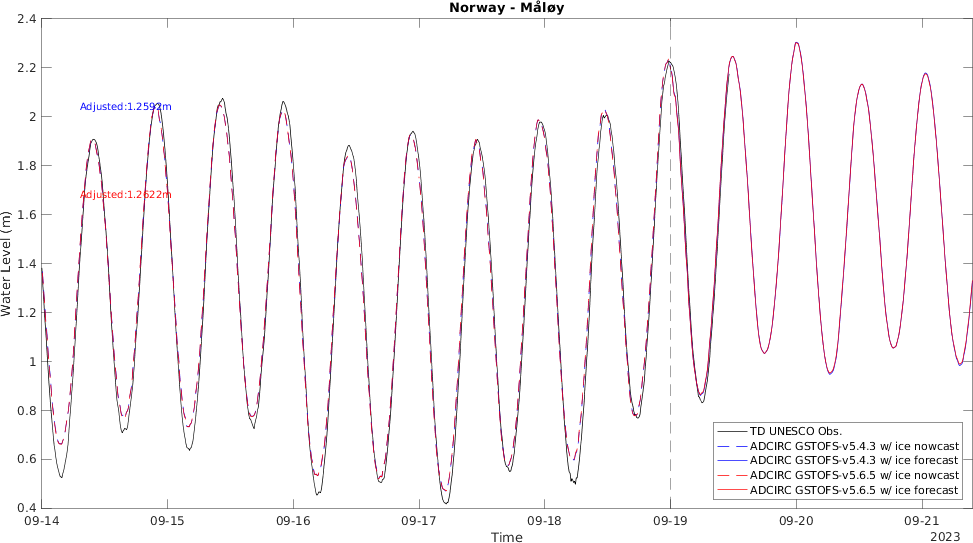 Norway - Måløy
2.4
2.2
2
1.8
1.6
1.4
1.2
1
0.8
0.6
0.4
Water Level (m)
Adjusted:1.2592m
Adjusted:1.2622m
TD UNESCO Obs.
ADCIRC GSTOFS-v5.4.3 w/ ice nowcast
ADCIRC GSTOFS-v5.4.3 w/ ice forecast
ADCIRC GSTOFS-v5.6.5 w/ ice nowcast
ADCIRC GSTOFS-v5.6.5 w/ ice forecast
09-14 09-15 09-16 09-17 09-18 09-19 09-20 09-21
Time
2023